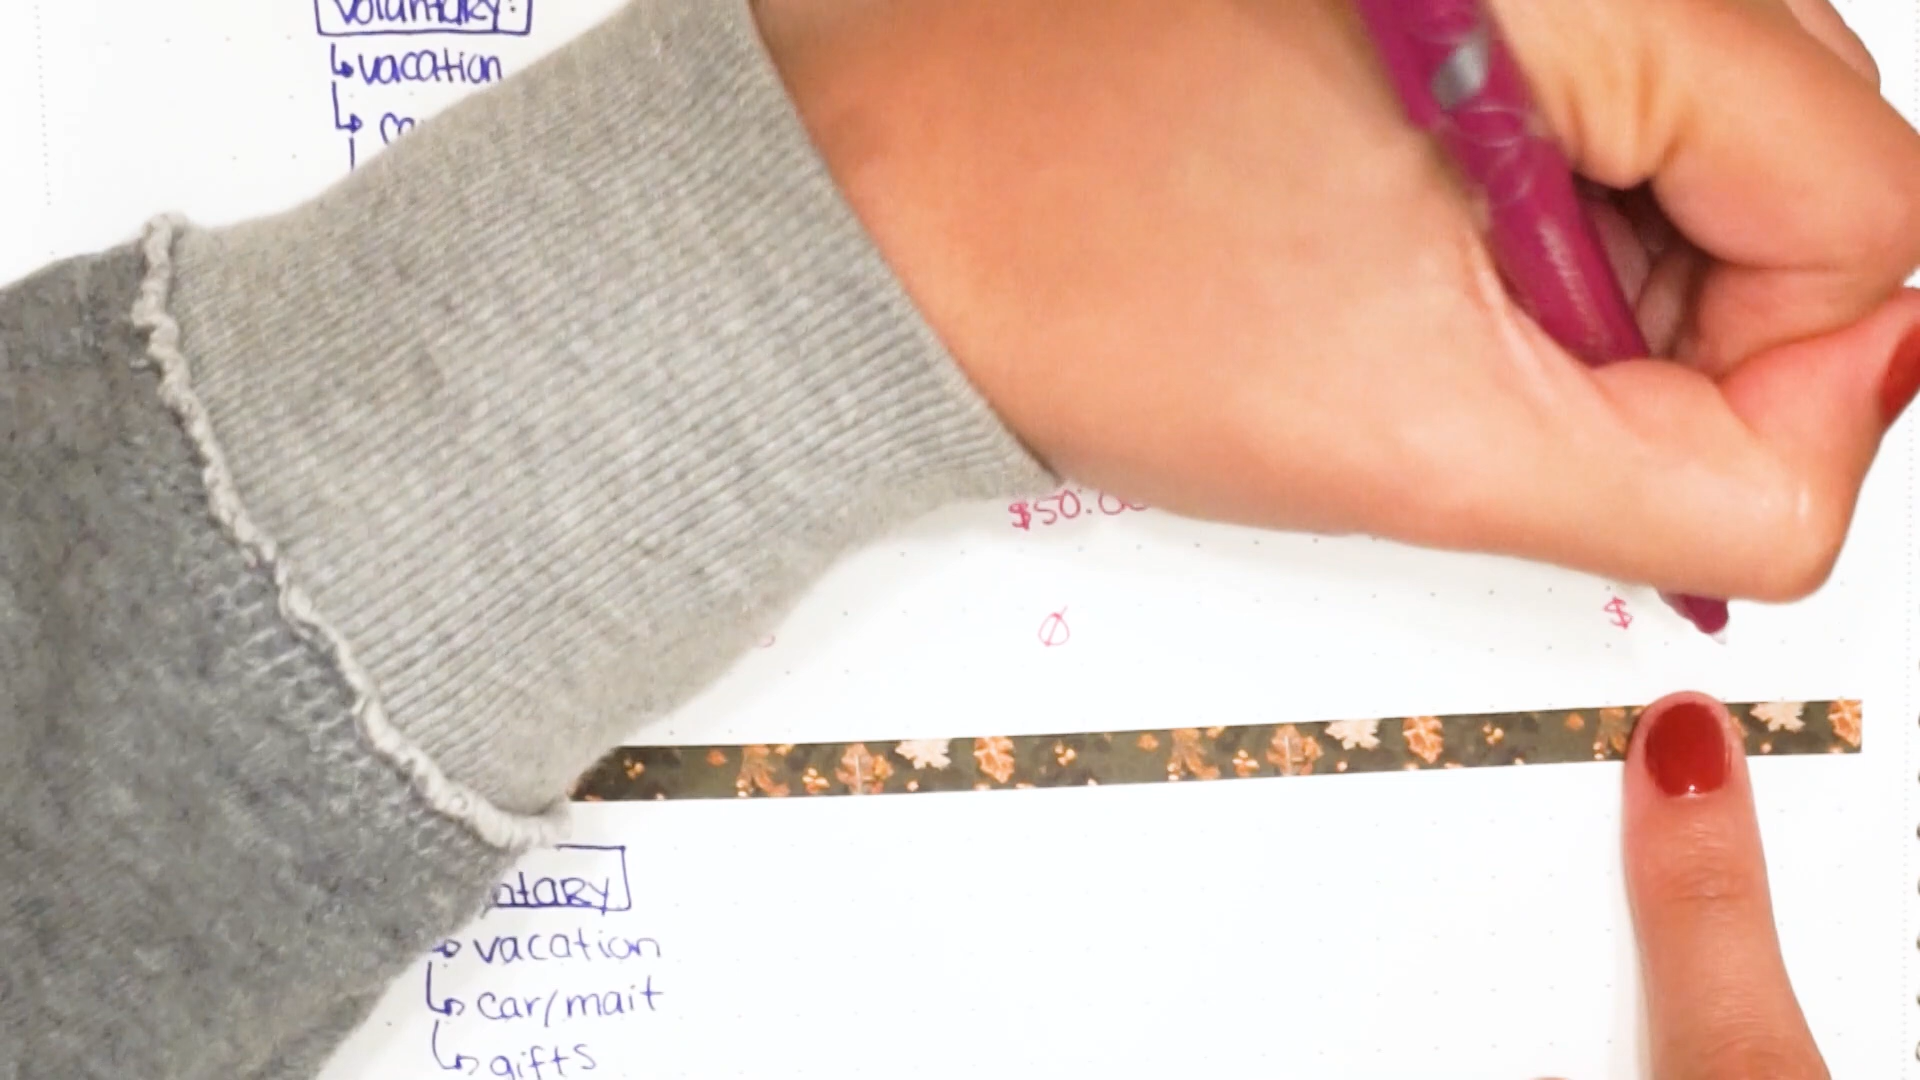 voluntary:
↳ vacation
$50.00
Ø
$
ntary
vacation
↳ car/mait
↳ gifts